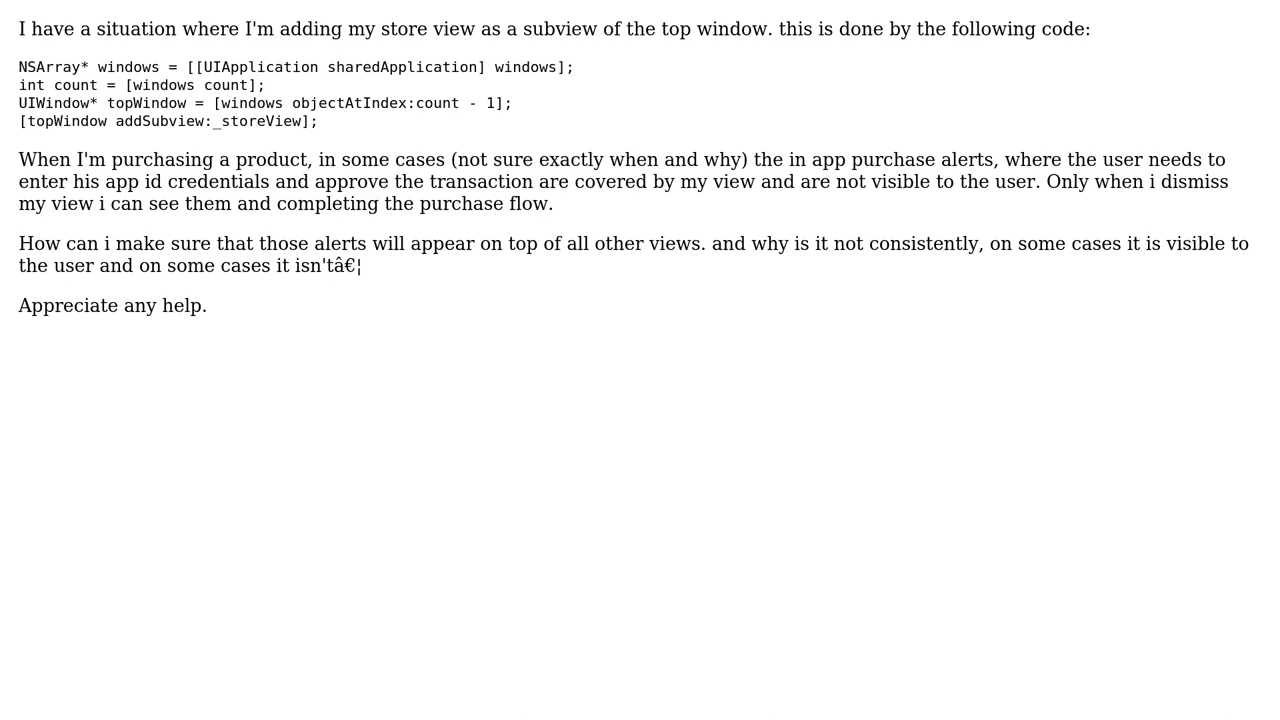 I have a situation where I'm adding my store view as a subview of the top window. this is done by the following code:
NSArray* windows = [[UIApplication sharedApplication] windows];
int count = [windows count];
UIWindow* topWindow = [windows objectAtIndex:count - 1];
[topWindow addSubview:_storeView];
When I'm purchasing a product, in some cases (not sure exactly when and why) the in app purchase alerts, where the user needs to
enter his app id credentials and approve the transaction are covered by my view and are not visible to the user. Only when i dismiss
my view i can see them and completing the purchase flow.
How can i make sure that those alerts will appear on top of all other views. and why is it not consistently, on some cases it is visible to
the user and on some cases it isn'tâ€¦
Appreciate any help.